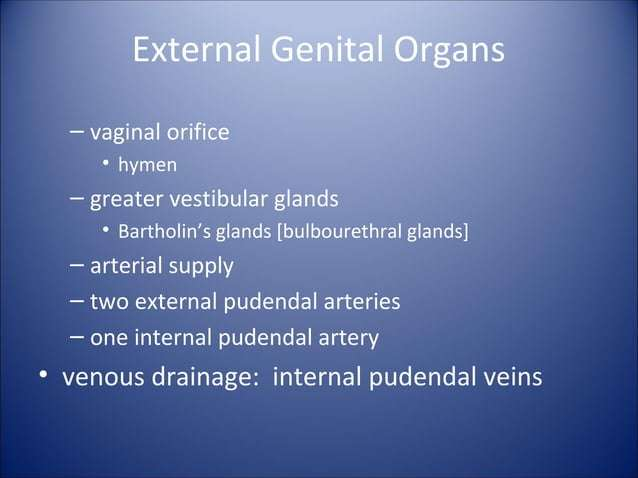 External Genital Organs
– vaginal orifice
• hymen
– greater vestibular glands
• Bartholin’s glands [bulbourethral glands]
– arterial supply
– two external pudendal arteries
– one internal pudendal artery
• venous drainage:  internal pudendal veins